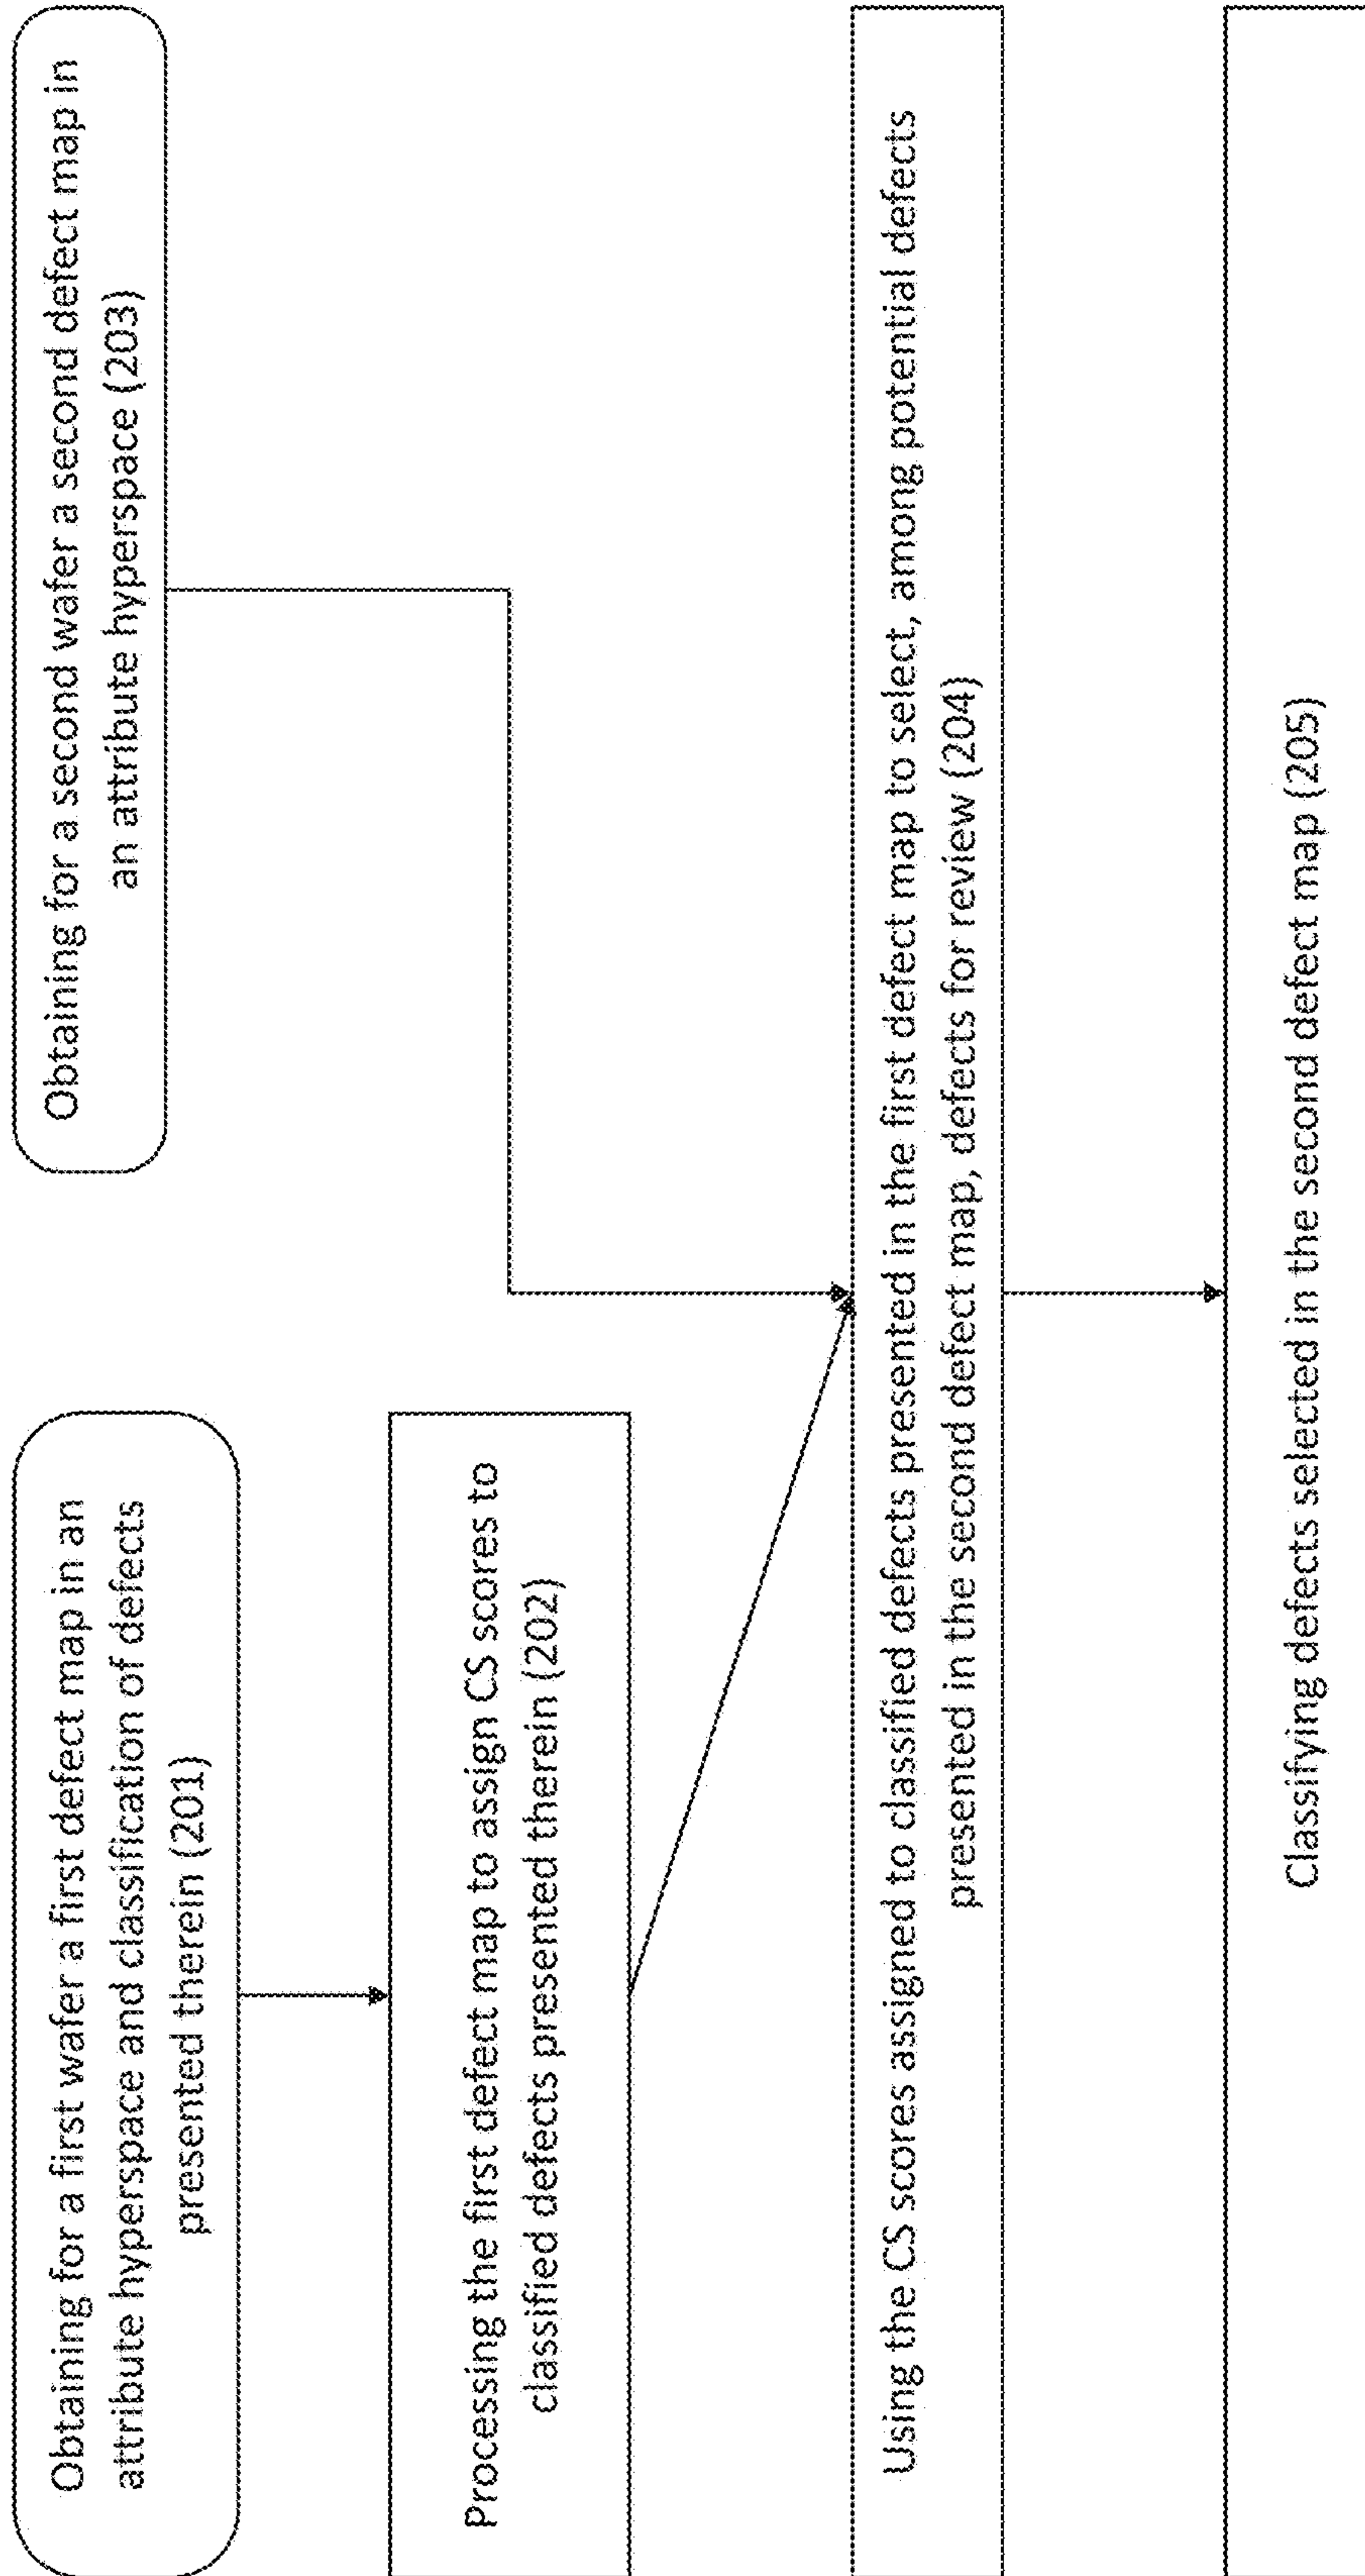 Obtaining for a first wafer a first defect map in an
attribute hyperspace and classification of defects
presented therein (201)
Obtaining for a second wafer a second defect map in
an attribute hyperspace (203)
Processing the first defect map to assign CS scores to
classified defects presented therein (202)
Using the CS scores assigned to classified defects presented in the first defect map to select, among potential defects
presented in the second defect map, defects for review (204)
Classifying defects selected in the second defect map (205)